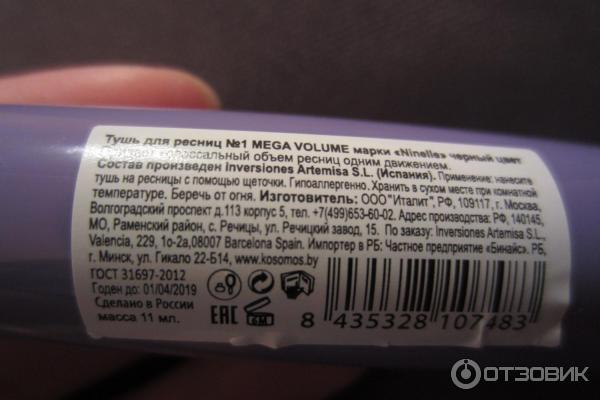 Тушь для ресниц №1 MEGA VOLUME марки «Ninelle» черный цвет
колоссальный объем ресниц одним движением.
Состав произведен Inversiones Artemisa S.L. (Испания). Применение: нанесите
тушь на ресницы с помощью щеточки. Гипоаллергенно. Хранить в сухом месте при комнатной
температуре. Беречь от огня. Изготовитель: ООО "Италит", РФ, 109117, г. Москва,
Волгоградский проспект д.113 корпус 5, тел. +7(499)653-60-02. Адрес производства: РФ, 140145,
МО, Раменский район, с. Речицы, ул. Речицкий завод, 15. По заказу: Inversiones Artemisa S.L.,
Valencia, 229, 1o-2a,08007 Barcelona Spain. Импортер в РБ: Частное предприятие «Бинайс». РБ,
г. Минск, ул. Гикало 22-Б14, www.kosomos.by
ГОСТ 31697-2012
Годен до: 01/04/2019
Сделано в России
масса 11 мл.
EAC 6M
8 435328 107483
ОТЗОВИК